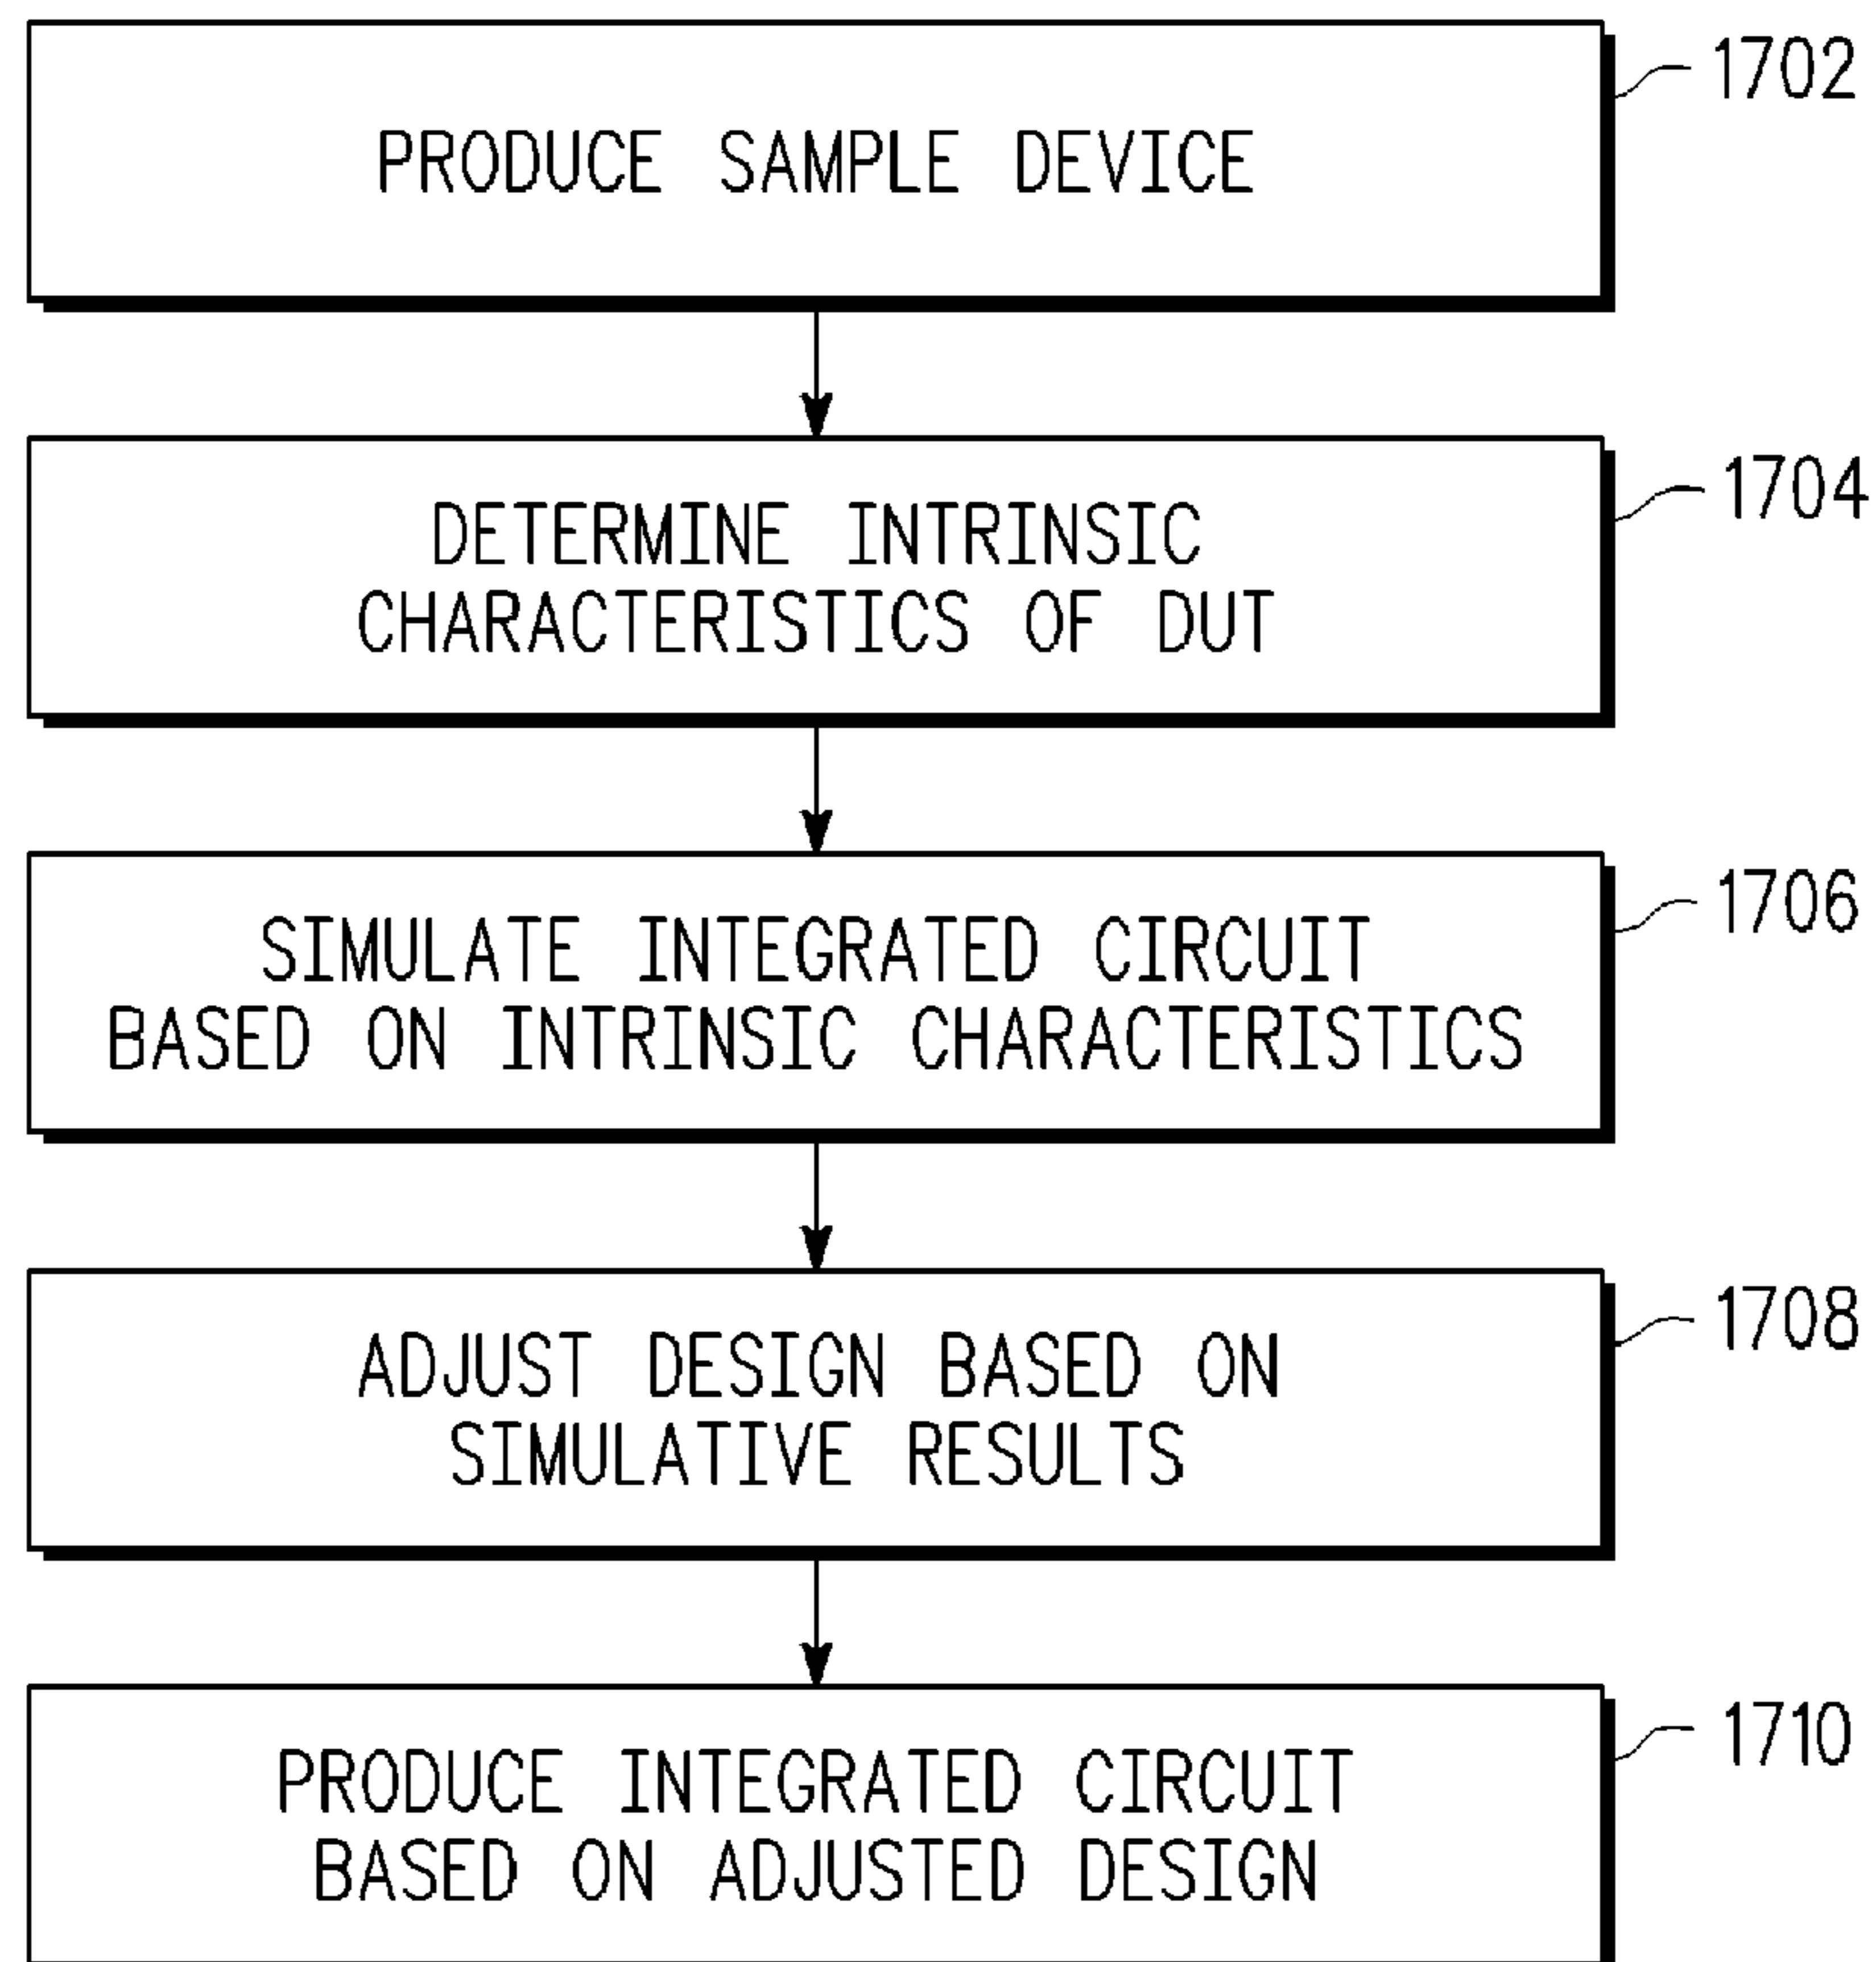 PRODUCE SAMPLE DEVICE
1702
DETERMINE INTRINSIC
CHARACTERISTICS OF DUT
1704
SIMULATE INTEGRATED CIRCUIT
BASED ON INTRINSIC CHARACTERISTICS
1706
ADJUST DESIGN BASED ON
SIMULATIVE RESULTS
1708
PRODUCE INTEGRATED CIRCUIT
BASED ON ADJUSTED DESIGN
1710